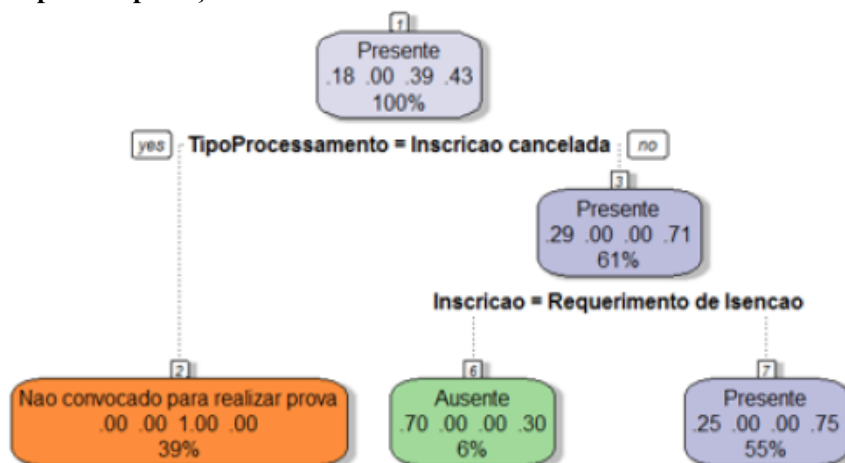 1
Presente
.18 .00 .39 .43
100%
yes TipoProcessamento = Inscricao cancelada no
3
Presente
.29 .00 .00 .71
61%
Inscricao = Requerimento de Isencao
2
Nao convocado para realizar prova
.00 .00 1.00 .00
39%
6
Ausente
.70 .00 .00 .30
6%
7
Presente
.25 .00 .00 .75
55%